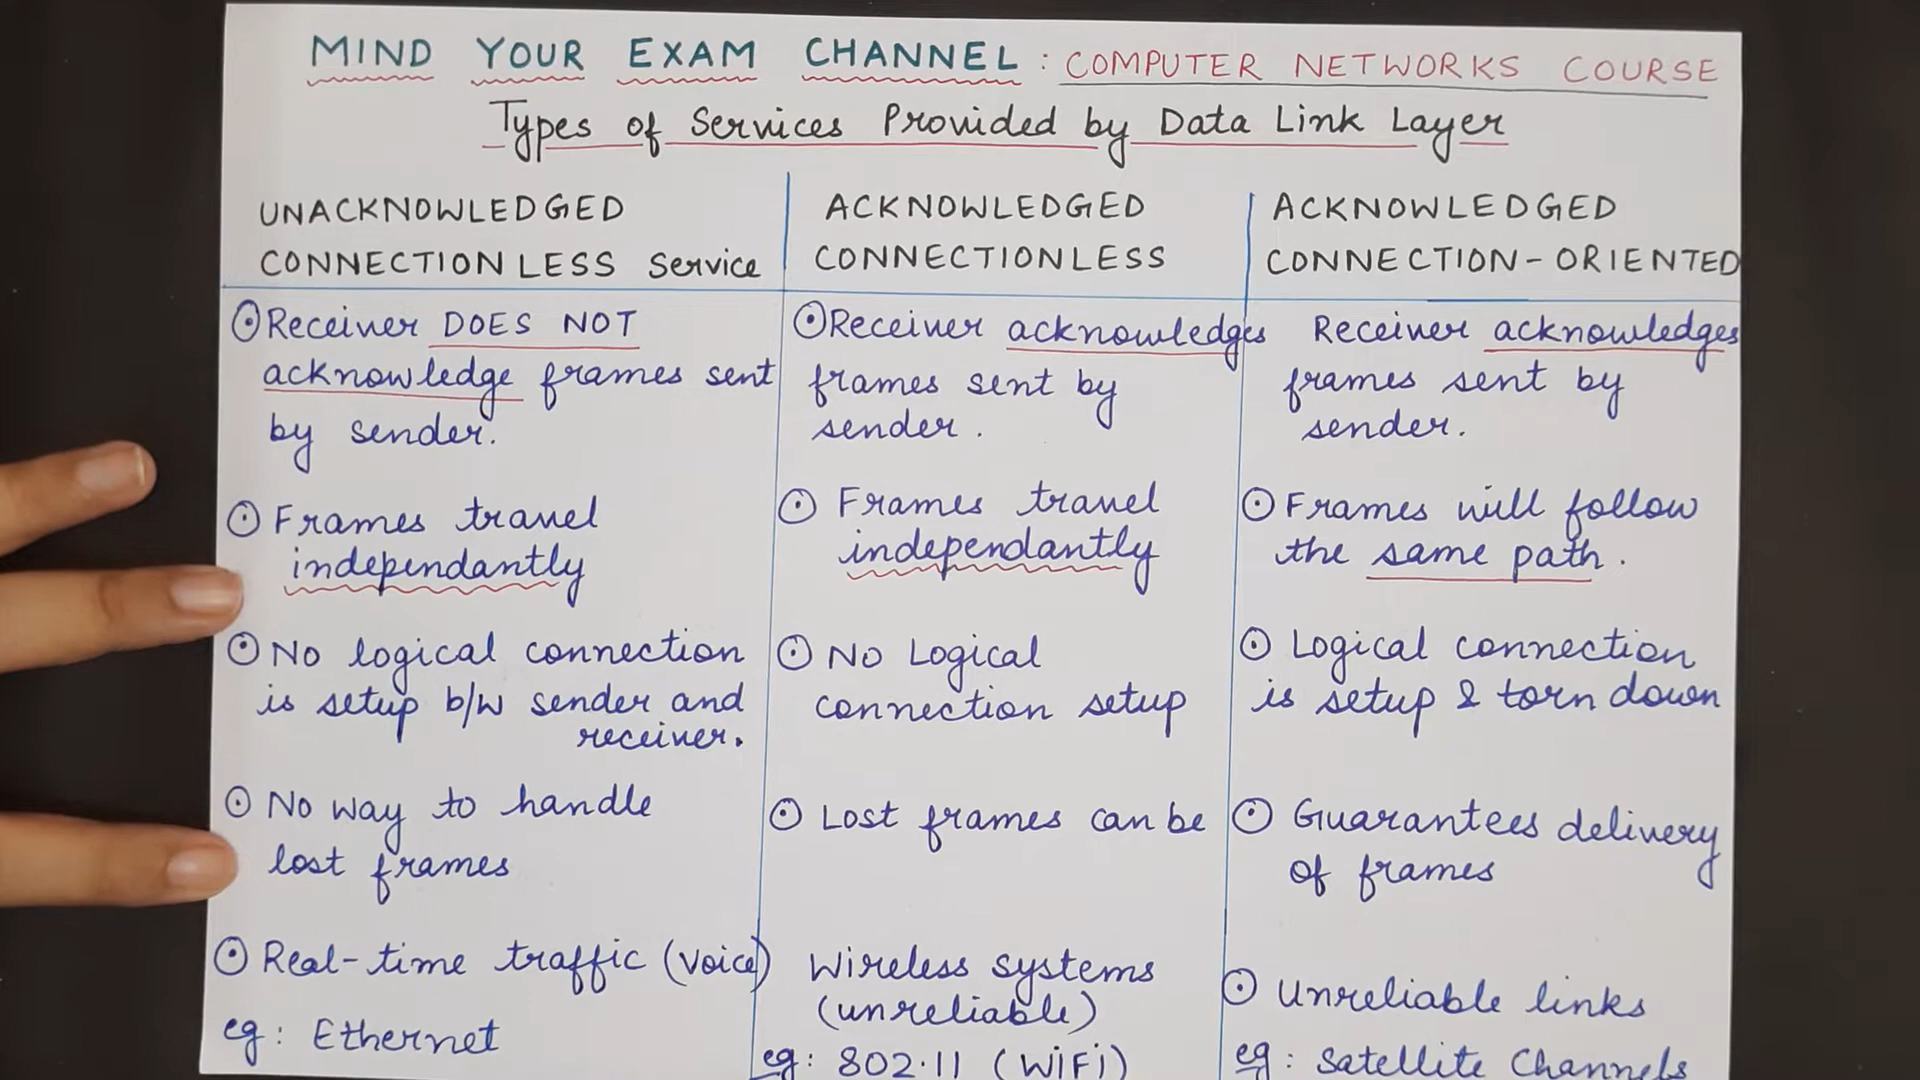 MIND YOUR EXAM CHANNEL : COMPUTER NETWORKS COURSE
Types of Services Provided by Data Link Layer
UNACKNOWLEDGED
CONNECTIONLESS Service
⊙ Receiver DOES NOT
acknowledge frames sent
by sender.
⊙ Frames travel
independantly
⊙ No logical connection
is setup b/w sender and
receiver.
⊙ No way to handle
lost frames
⊙ Real-time traffic (voice)
eg: Ethernet
ACKNOWLEDGED
CONNECTIONLESS
⊙ Receiver acknowledges
frames sent by
sender.
⊙ Frames travel
independantly
⊙ No Logical
connection setup
⊙ Lost frames can be
Wireless systems
(unreliable)
eg: 802.11 (WiFi)
ACKNOWLEDGED
CONNECTION-ORIENTED
Receiver acknowledges
frames sent by
sender.
⊙ Frames will follow
the same path.
⊙ Logical connection
is setup & torn down
⊙ Guarantees delivery
of frames
⊙ Unreliable links
eg: Satellite Channels